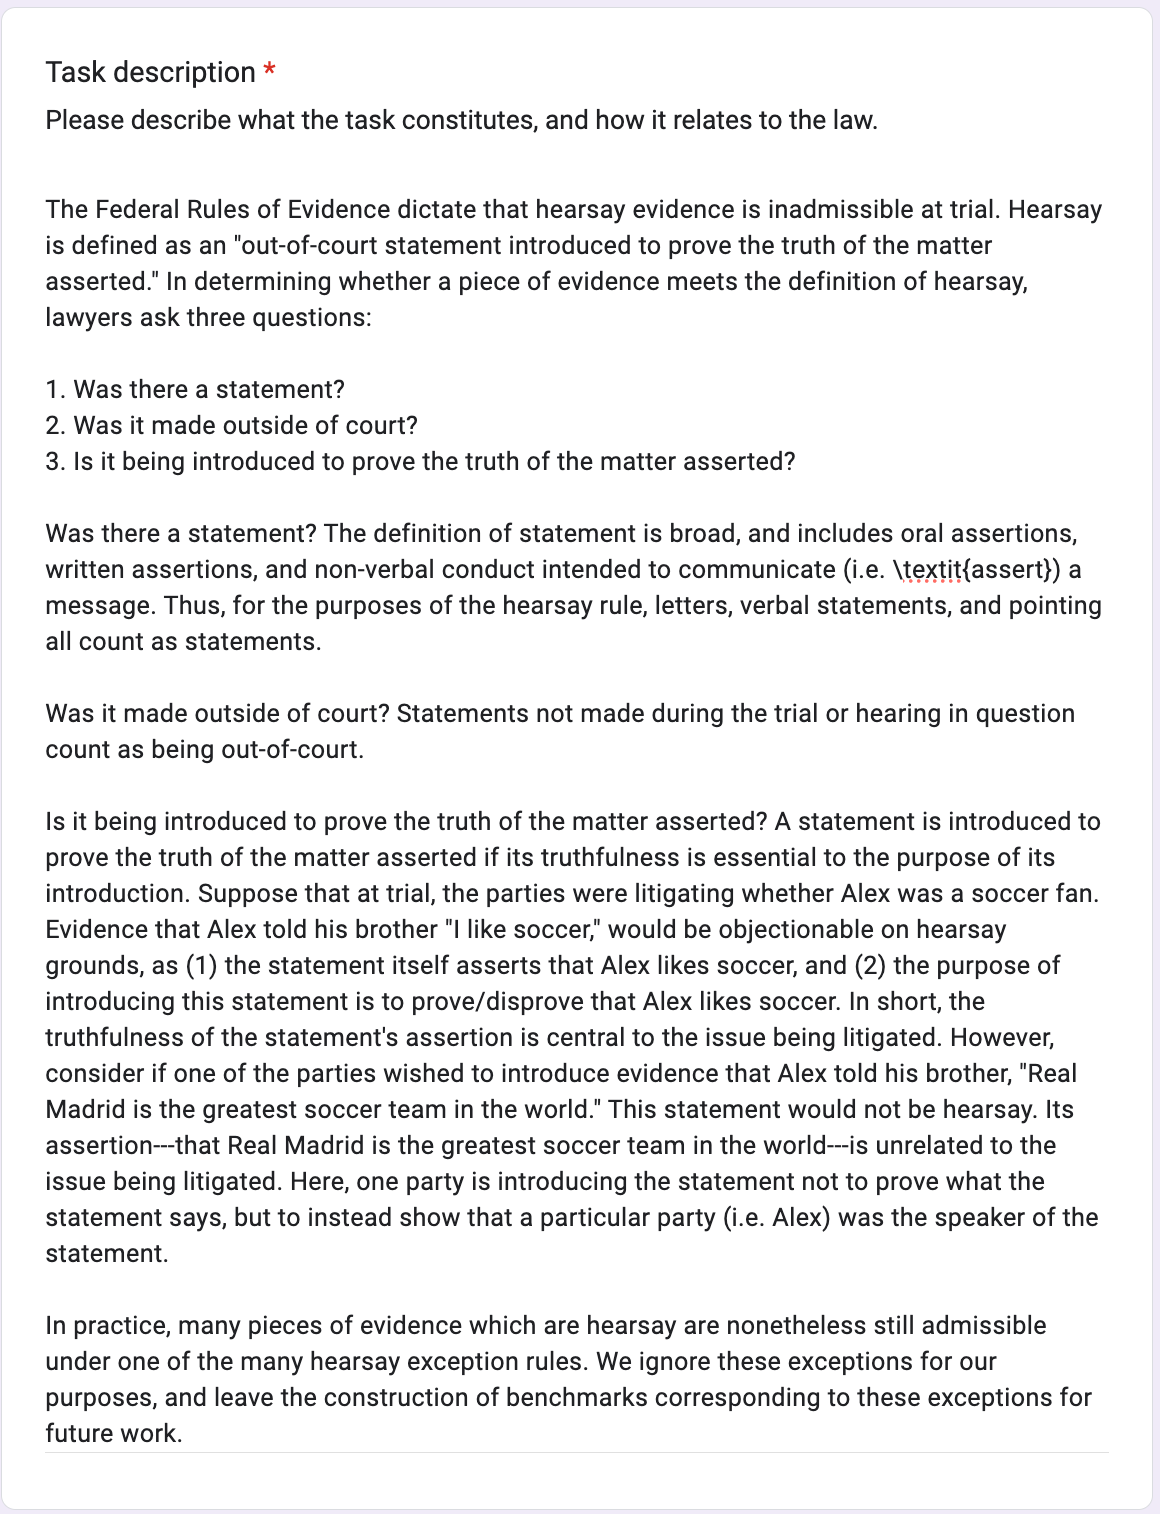 Task description *
Please describe what the task constitutes, and how it relates to the law.
The Federal Rules of Evidence dictate that hearsay evidence is inadmissible at trial. Hearsay
is defined as an "out-of-court statement introduced to prove the truth of the matter
asserted." In determining whether a piece of evidence meets the definition of hearsay,
lawyers ask three questions:
1. Was there a statement?
2. Was it made outside of court?
3. Is it being introduced to prove the truth of the matter asserted?
Was there a statement? The definition of statement is broad, and includes oral assertions,
written assertions, and non-verbal conduct intended to communicate (i.e. \textit{assert}) a
message. Thus, for the purposes of the hearsay rule, letters, verbal statements, and pointing
all count as statements.
Was it made outside of court? Statements not made during the trial or hearing in question
count as being out-of-court.
Is it being introduced to prove the truth of the matter asserted? A statement is introduced to
prove the truth of the matter asserted if its truthfulness is essential to the purpose of its
introduction. Suppose that at trial, the parties were litigating whether Alex was a soccer fan.
Evidence that Alex told his brother "I like soccer," would be objectionable on hearsay
grounds, as (1) the statement itself asserts that Alex likes soccer, and (2) the purpose of
introducing this statement is to prove/disprove that Alex likes soccer. In short, the
truthfulness of the statement's assertion is central to the issue being litigated. However,
consider if one of the parties wished to introduce evidence that Alex told his brother, "Real
Madrid is the greatest soccer team in the world." This statement would not be hearsay. Its
assertion---that Real Madrid is the greatest soccer team in the world---is unrelated to the
issue being litigated. Here, one party is introducing the statement not to prove what the
statement says, but to instead show that a particular party (i.e. Alex) was the speaker of the
statement.
In practice, many pieces of evidence which are hearsay are nonetheless still admissible
under one of the many hearsay exception rules. We ignore these exceptions for our
purposes, and leave the construction of benchmarks corresponding to these exceptions for
future work.